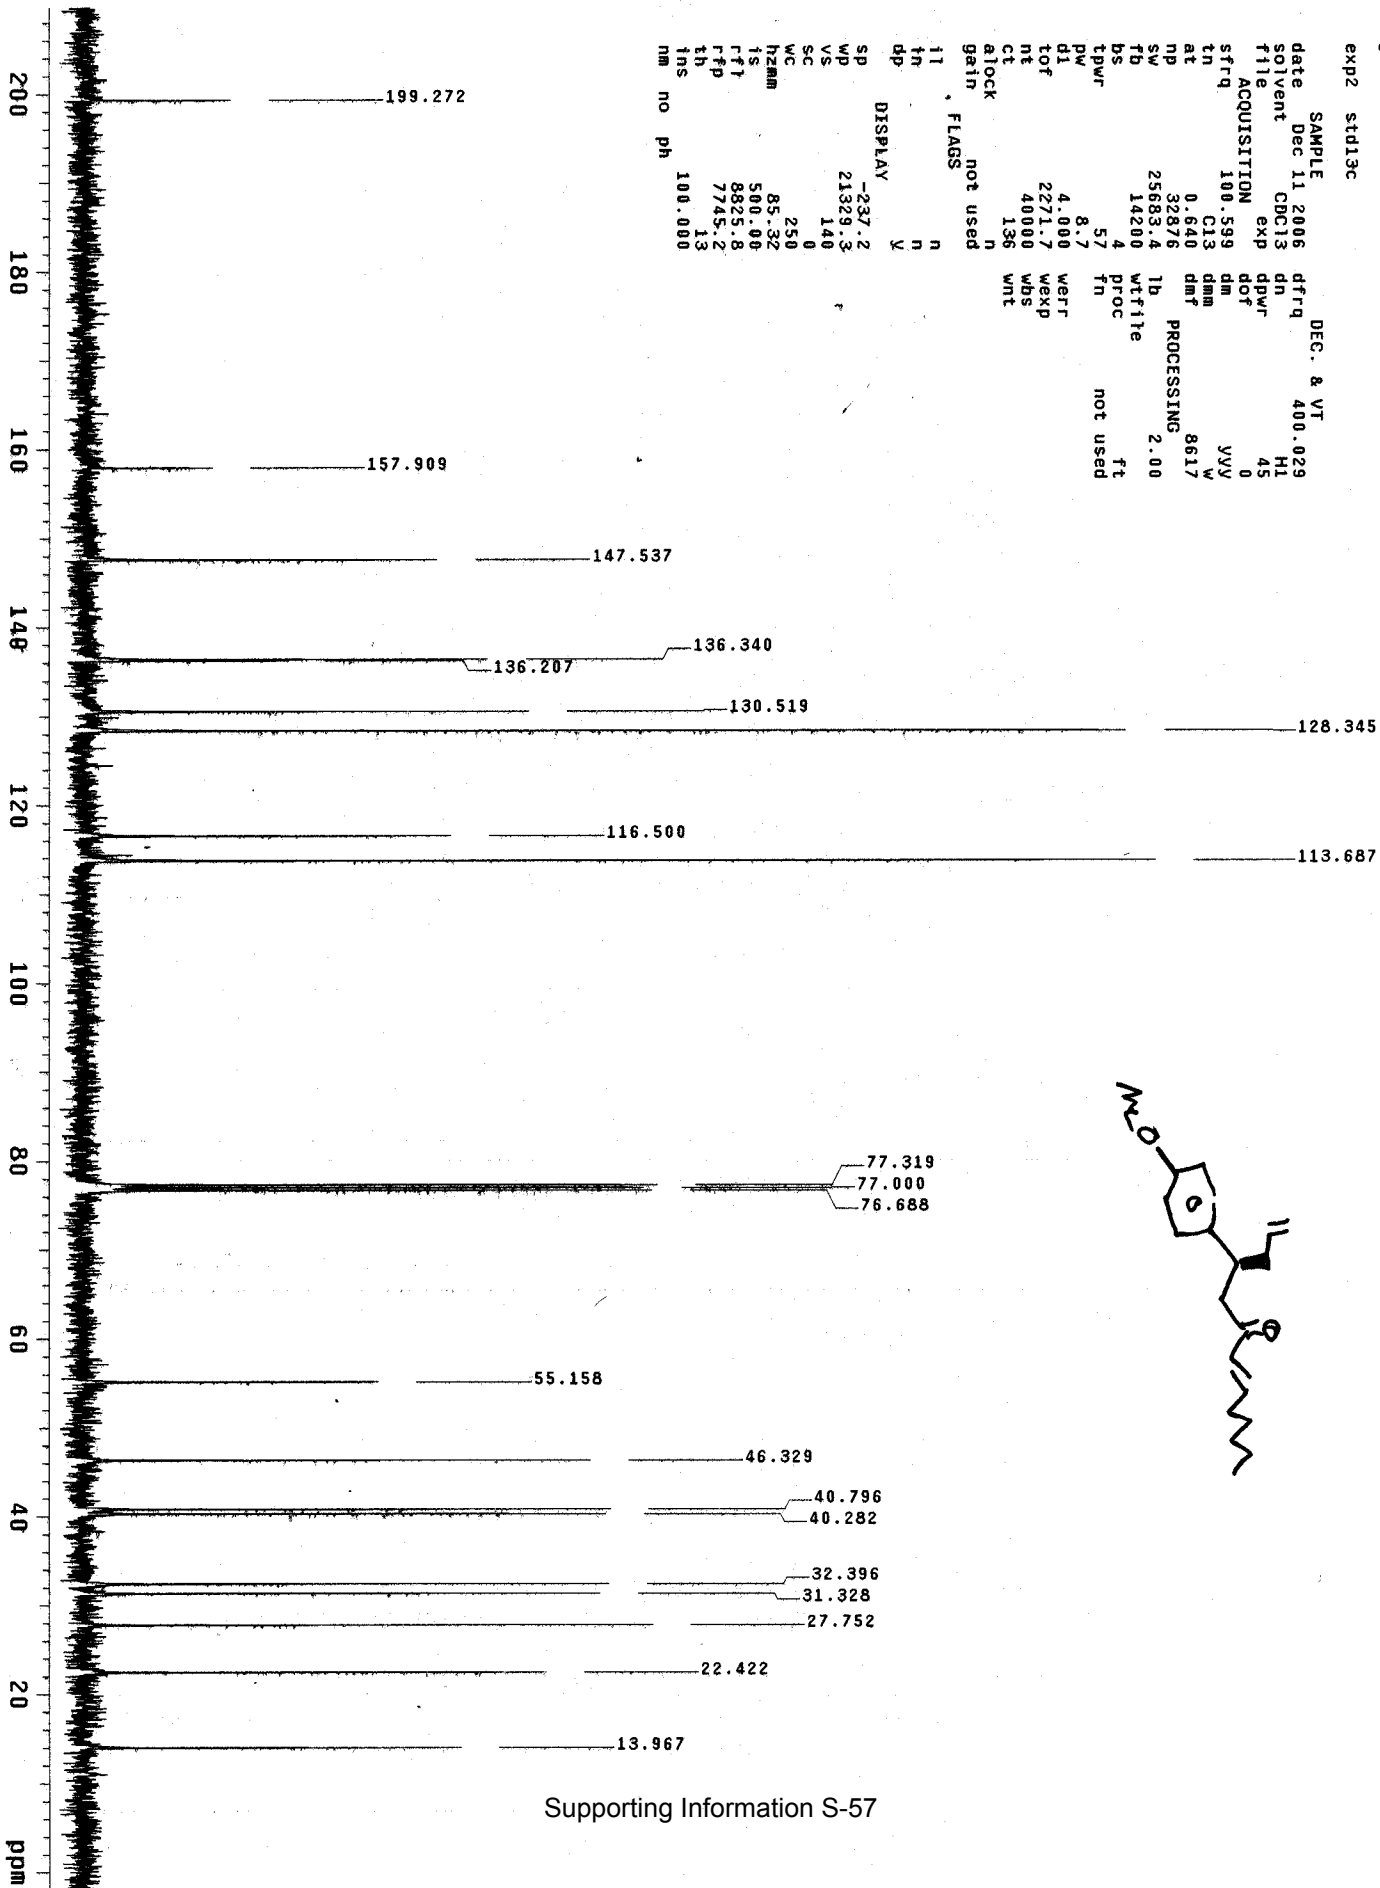 exp2 std13c
SAMPLE DEC. & VT
date Dec 11 2006 dfrq 400.029
solvent CDCl3 dn H1
file exp dpwr 45
ACQUISITION dof 0
sfrq 100.599 dm yyy
tn C13 dmm w
at 0.640 dmf 8617
np 32876 PROCESSING
sw 25683.4 lb 2.00
fb 14200 wtfile
bs 4 proc ft
tpwr 57 fn not used
pw 8.7
d1 4.000 werr
tof 2271.7 wexp
nt 40000 wbs
ct 136 wnt
alock n
gain not used
FLAGS
il n
in n
dp y
DISPLAY
sp -237.2
wp 21329.3
vs 140
sc 0
wc 250
hzmm 85.32
is 500.00
rfl 8825.8
rfp 7745.2
th 13
ins 100.000
nm no ph
199.272
157.909
147.537
136.340
136.207
130.519
128.345
116.500
113.687
77.319
77.000
76.688
55.158
46.329
40.796
40.282
32.396
31.328
27.752
22.422
13.967
MeO
O
200 180 160 140 120 100 80 60 40 20 ppm
Supporting Information S-57